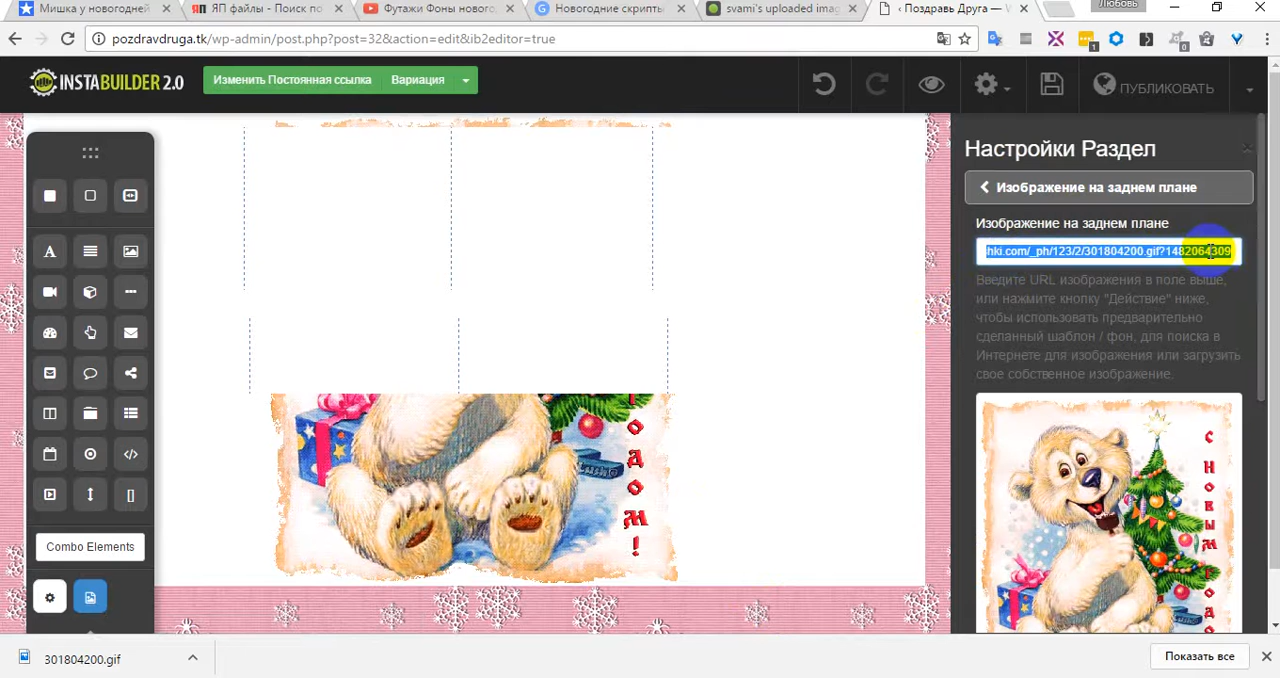 Мишка у новогодней
ЯП файлы - Поиск по
Футажи Фоны нового
Новогодние скрипты
svami's uploaded imag
‹ Поздравь Друга — W
Любовь
pozdravdruga.tk/wp-admin/post.php?post=32&action=edit&ib2editor=true
INSTABUILDER 2.0
Изменить Постоянная ссылка
Вариация
ПУБЛИКОВАТЬ
Настройки Раздел
Изображение на заднем плане
Изображение на заднем плане
hki.com/_ph/123/2/301804200.gif?1482064309
Введите URL изображения в поле выше,
или нажмите кнопку "Действие" ниже,
чтобы использовать предварительно
сделанный шаблон / фон, для поиска в
Интернете для изображения или загрузить
свое собственное изображение.
С Новым Годо
одом!
Combo Elements
301804200.gif
Показать все